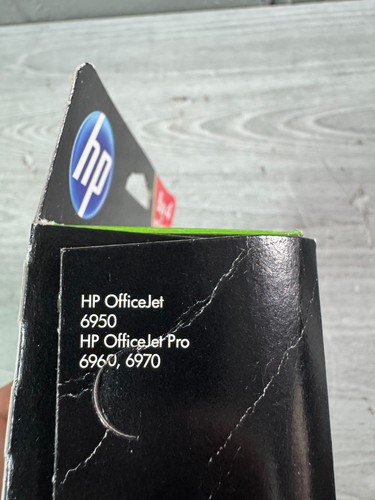 hp
HP OfficeJet
6950
HP OfficeJet Pro
6960, 6970